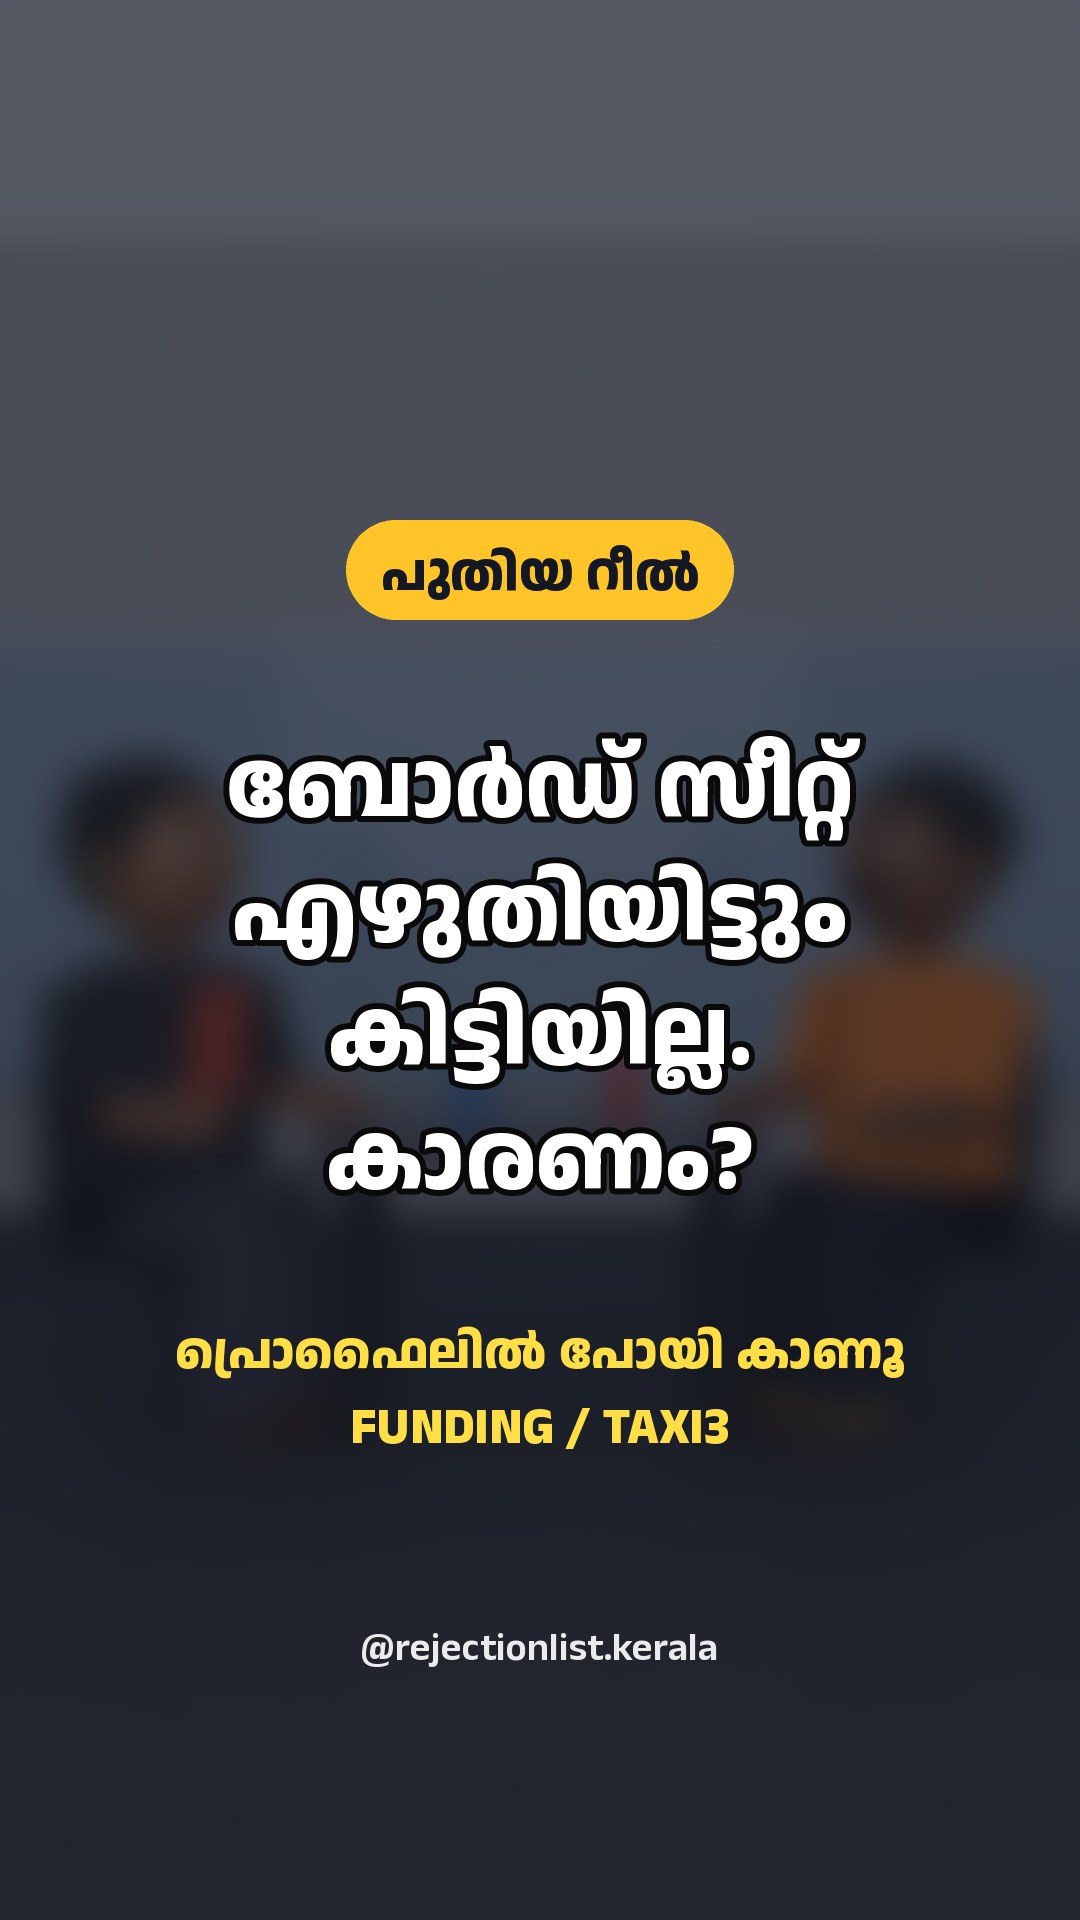 പുതിയ റീൽ
ബോർഡ് സീറ്റ്
എഴുതിയിട്ടും
കിട്ടിയില്ല.
കാരണം?
പ്രൊഫൈലിൽ പോയി കാണൂ
FUNDING / TAXI3
@rejectionlist.kerala